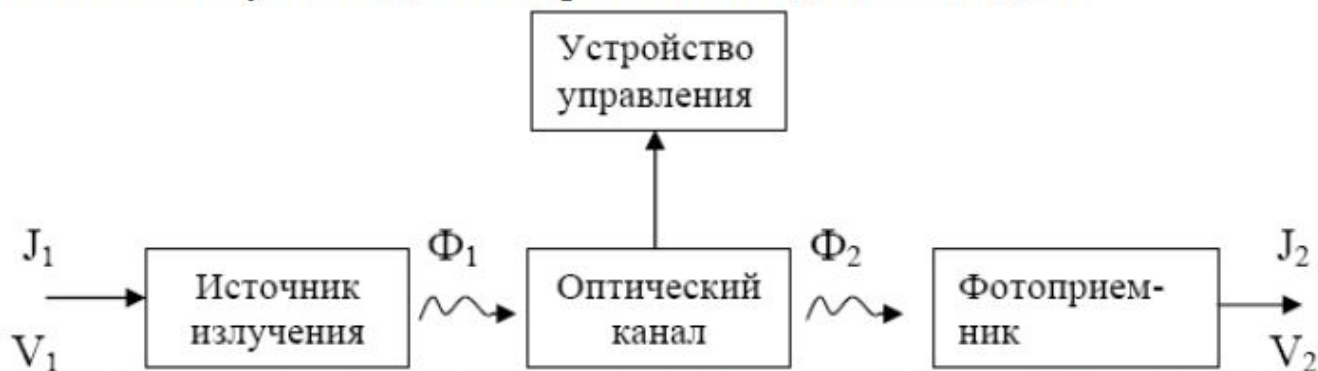 Устройство
управления
J₁
Φ₁
Φ₂
J₂
Источник
излучения
Оптический
канал
Фотоприем-
ник
V₁
V₂